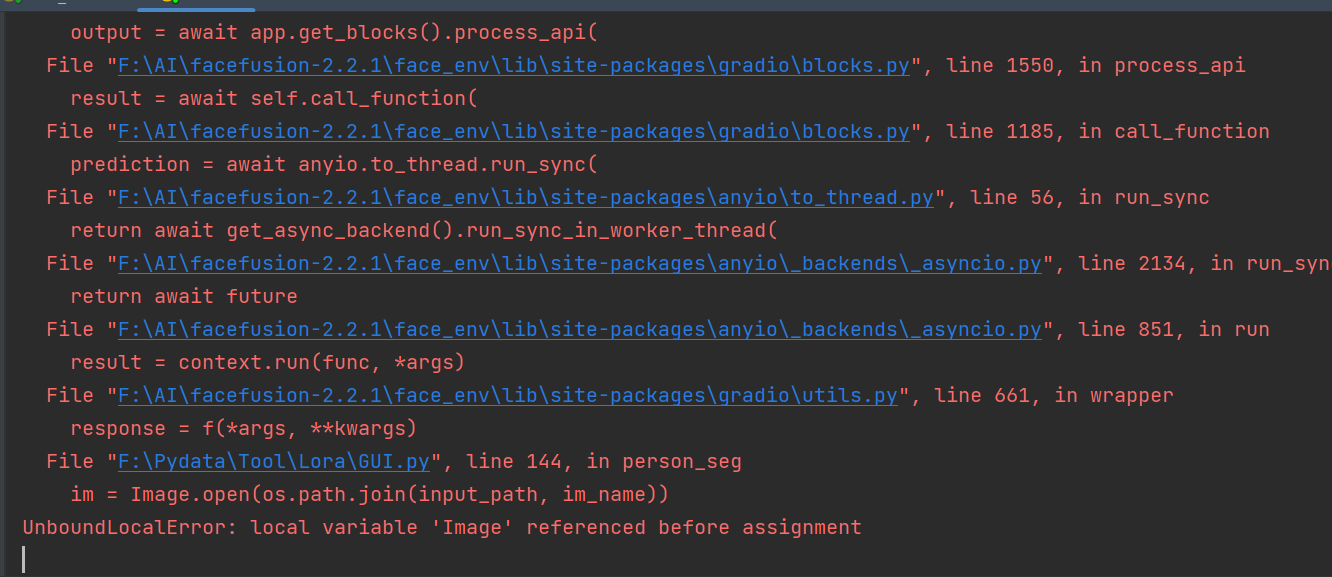 output = await app.get_blocks().process_api(
File "F:\AI\facefusion-2.2.1\face_env\lib\site-packages\gradio\blocks.py", line 1550, in process_api
result = await self.call_function(
File "F:\AI\facefusion-2.2.1\face_env\lib\site-packages\gradio\blocks.py", line 1185, in call_function
prediction = await anyio.to_thread.run_sync(
File "F:\AI\facefusion-2.2.1\face_env\lib\site-packages\anyio\to_thread.py", line 56, in run_sync
return await get_async_backend().run_sync_in_worker_thread(
File "F:\AI\facefusion-2.2.1\face_env\lib\site-packages\anyio\_backends\_asyncio.py", line 2134, in run_syn
return await future
File "F:\AI\facefusion-2.2.1\face_env\lib\site-packages\anyio\_backends\_asyncio.py", line 851, in run
result = context.run(func, *args)
File "F:\AI\facefusion-2.2.1\face_env\lib\site-packages\gradio\utils.py", line 661, in wrapper
response = f(*args, **kwargs)
File "F:\Pydata\Tool\Lora\GUI.py", line 144, in person_seg
im = Image.open(os.path.join(input_path, im_name))
UnboundLocalError: local variable 'Image' referenced before assignment